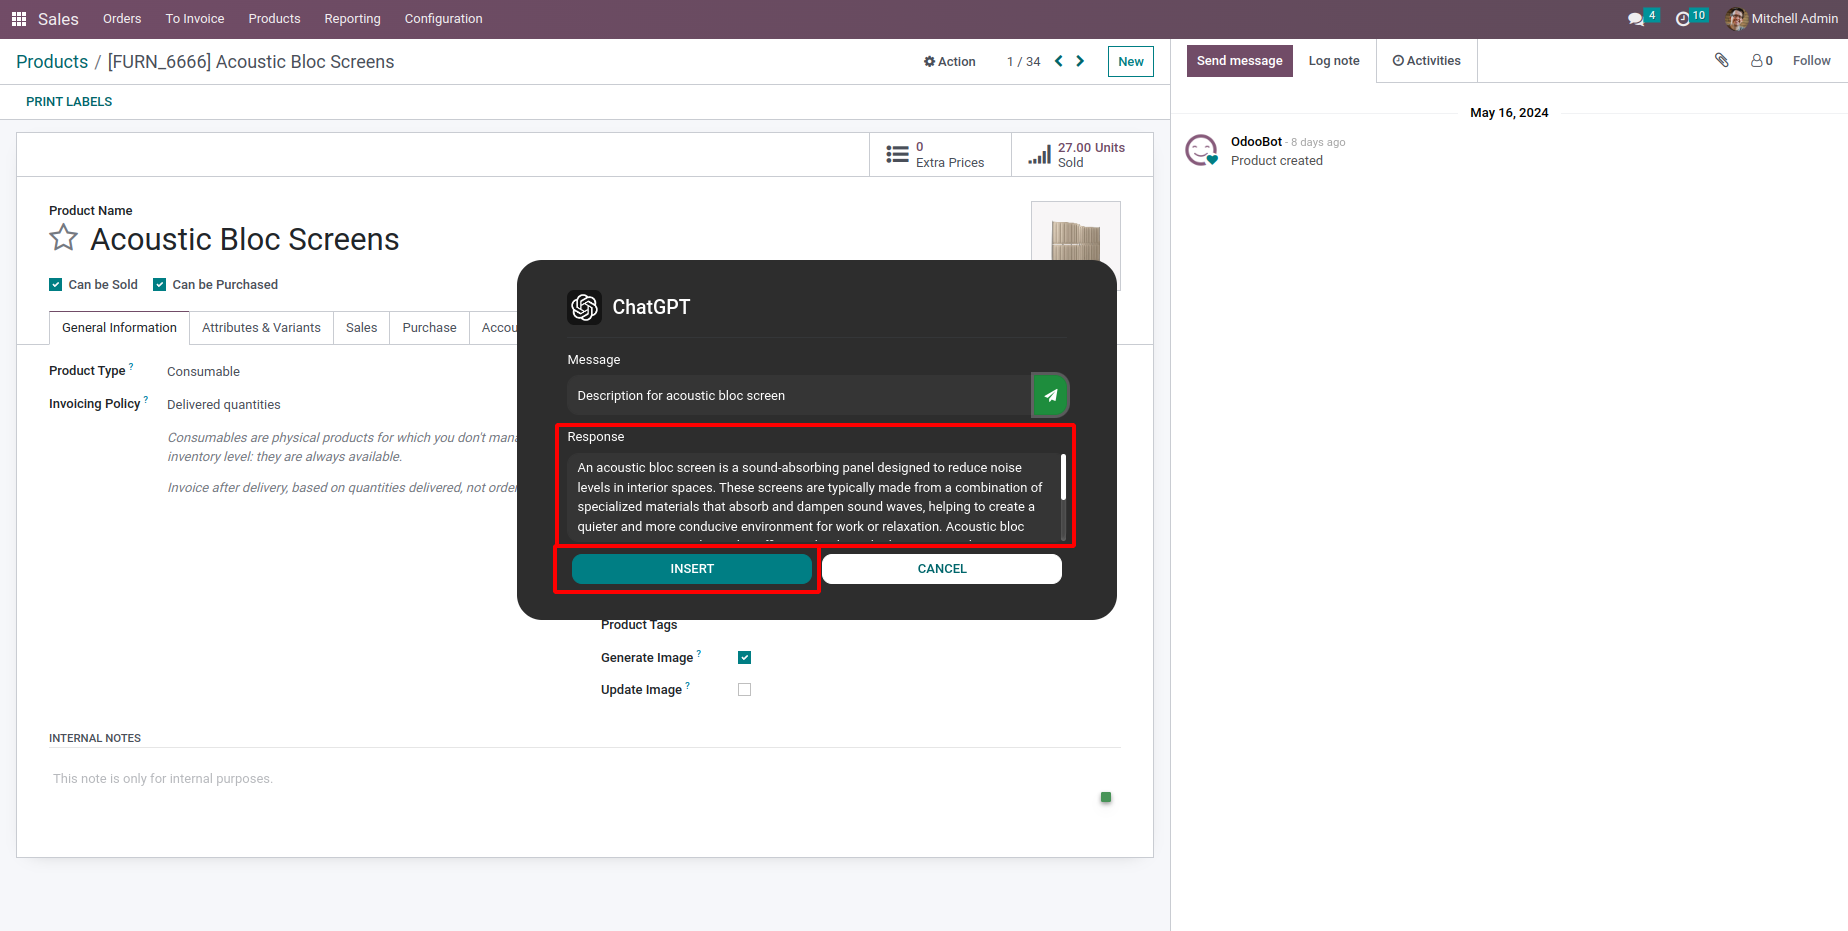 Sales Orders To Invoice Products Reporting Configuration 4 10 Mitchell Admin
Products / [FURN_6666] Acoustic Bloc Screens Action 1 / 34 New
Send message Log note Activities 0 Follow
PRINT LABELS
May 16, 2024
OdooBot - 8 days ago
Product created
0
Extra Prices
27.00 Units
Sold
Product Name
Acoustic Bloc Screens
Can be Sold Can be Purchased
General Information Attributes & Variants Sales Purchase Accou
Product Type ? Consumable
Invoicing Policy ? Delivered quantities
Consumables are physical products for which you don't mana
inventory level: they are always available.
Invoice after delivery, based on quantities delivered, not order
ChatGPT
Message
Description for acoustic bloc screen
Response
An acoustic bloc screen is a sound-absorbing panel designed to reduce noise
levels in interior spaces. These screens are typically made from a combination of
specialized materials that absorb and dampen sound waves, helping to create a
quieter and more conducive environment for work or relaxation. Acoustic bloc
INSERT CANCEL
Product Tags
Generate Image ?
Update Image ?
INTERNAL NOTES
This note is only for internal purposes.